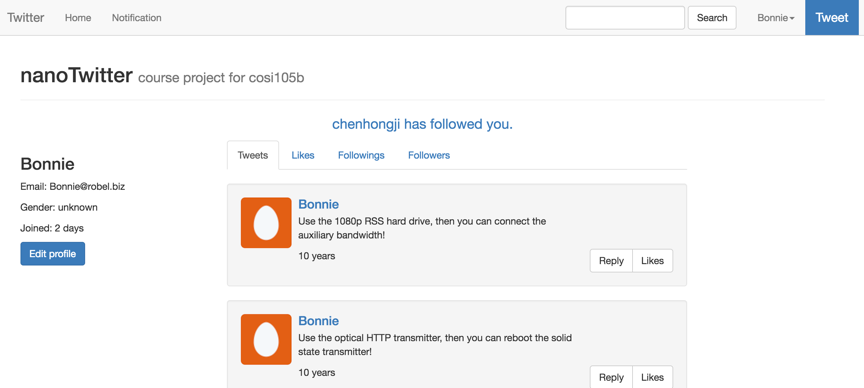 Twitter Home Notification Search Bonnie Tweet
nanoTwitter course project for cosi105b
chenhongji has followed you.
Tweets Likes Followings Followers
Bonnie
Email: Bonnie@robel.biz
Gender: unknown
Joined: 2 days
Edit profile
Bonnie
Use the 1080p RSS hard drive, then you can connect the
auxiliary bandwidth!
10 years
Reply Likes
Bonnie
Use the optical HTTP transmitter, then you can reboot the solid
state transmitter!
10 years
Reply Likes